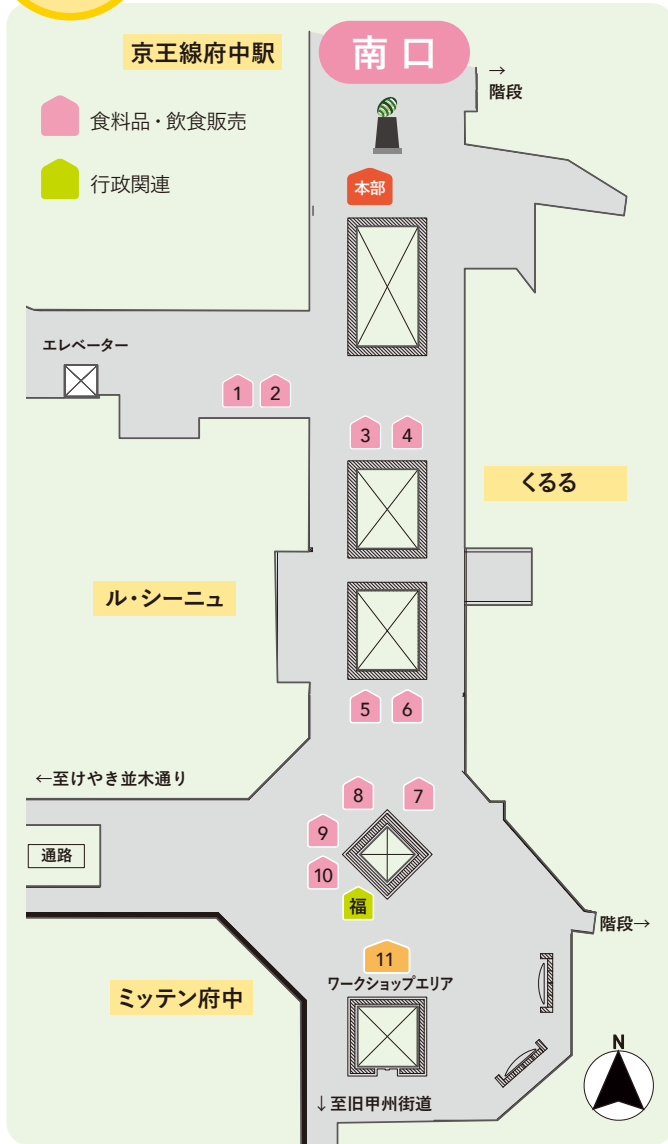 京王線府中駅
南口
→
階段
食料品・飲食販売
行政関連
本部
エレベーター
1
2
3
4
くるる
ル・シーニュ
5
6
←至けやき並木通り
8
7
9
通路
10
福
階段→
11
ワークショップエリア
ミッテン府中
N
↓至旧甲州街道